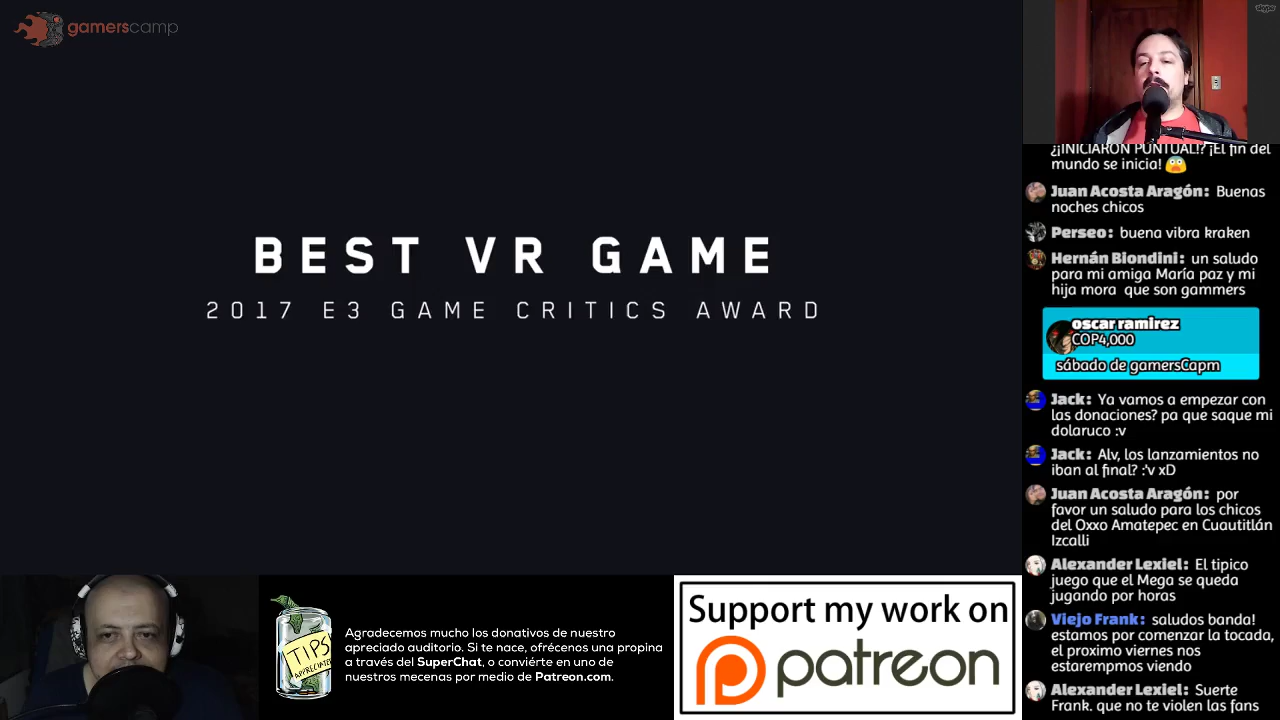 gamerscamp
BEST VR GAME
2017 E3 GAME CRITICS AWARD
skype
¿¡INICIARON PUNTUAL!? ¡El fin del
mundo se inicia! 😨
Juan Acosta Aragón: Buenas
noches chicos
Perseo: buena vibra kraken
Hernán Biondini: un saludo
para mi amiga María paz y mi
hija mora que son gammers
oscar ramirez
COP4,000
sábado de gamersCapm
Jack: Ya vamos a empezar con
las donaciones? pa que saque mi
dolaruco :v
Jack: Alv, los lanzamientos no
iban al final? :'v xD
Juan Acosta Aragón: por
favor un saludo para los chicos
del Oxxo Amatepec en Cuautitlán
Izcalli
Alexander Lexiel: El tipico
juego que el Mega se queda
jugando por horas
Viejo Frank: saludos banda!
estamos por comenzar la tocada,
el proximo viernes nos
estarempmos viendo
Alexander Lexiel: Suerte
Frank. que no te violen las fans
TIPS
APPRECIATED
Agradecemos mucho los donativos de nuestro
apreciado auditorio. Si te nace, ofrécenos una propina
a través del SuperChat, o conviérte en uno de
nuestros mecenas por medio de Patreon.com.
Support my work on
patreon